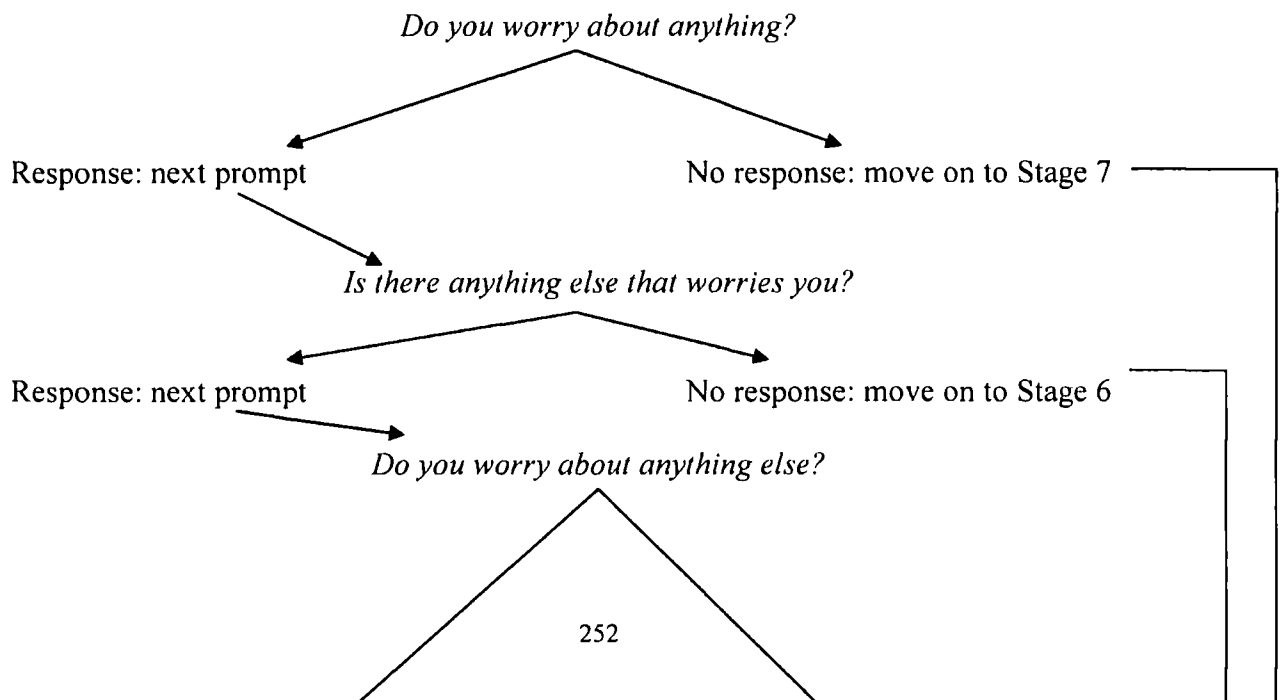 Do you worry about anything?
Response: next prompt
No response: move on to Stage 7
Is there anything else that worries you?
Response: next prompt
No response: move on to Stage 6
Do you worry about anything else?
252